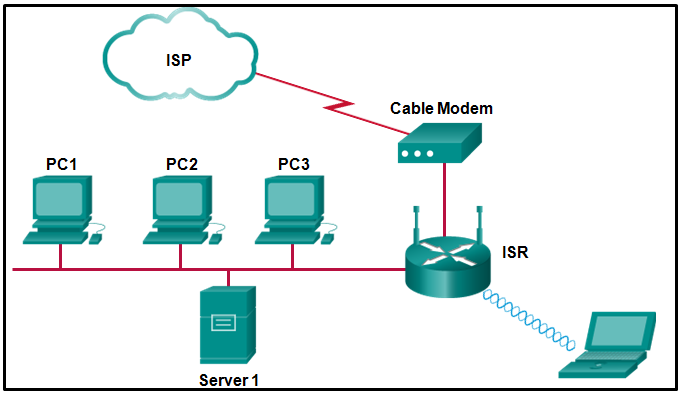 ISP
Cable Modem
PC1
PC2
PC3
ISR
Server 1